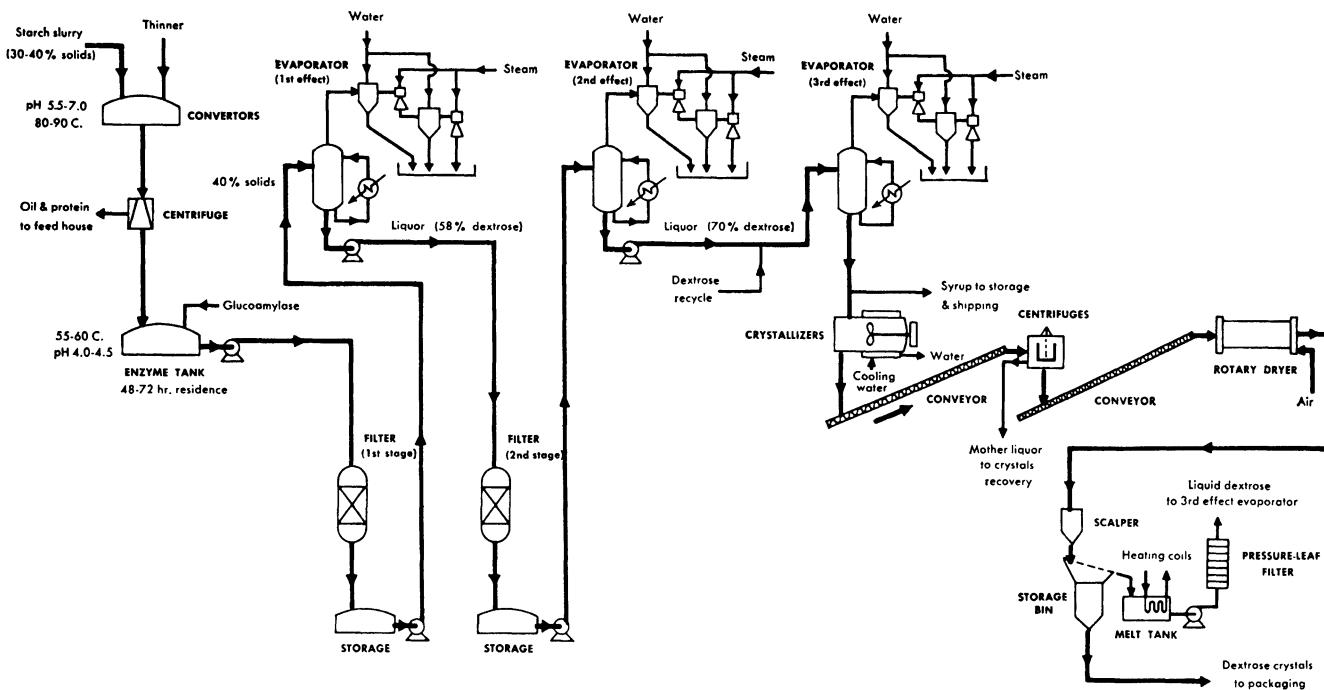 Starch slurry
(30-40% solids)
Thinner
pH 5.5-7.0
80-90 C.
CONVERTORS
Oil & protein
to feed house
CENTRIFUGE
Glucoamylase
55-60 C.
pH 4.0-4.5
ENZYME TANK
48-72 hr. residence
Water
EVAPORATOR
(1st effect)
Steam
40% solids
Liquor (58% dextrose)
FILTER
(1st stage)
STORAGE
FILTER
(2nd stage)
STORAGE
Water
EVAPORATOR
(2nd effect)
Steam
Liquor (70% dextrose)
Dextrose
recycle
Water
EVAPORATOR
(3rd effect)
Steam
Syrup to storage
& shipping
CRYSTALLIZERS
Water
Cooling
water
CONVEYOR
CENTRIFUGES
Mother liquor
to crystals
recovery
CONVEYOR
ROTARY DRYER
Air
SCALPER
Liquid dextrose
to 3rd effect evaporator
Heating coils
PRESSURE-LEAF
FILTER
STORAGE
BIN
MELT TANK
Dextrose crystals
to packaging